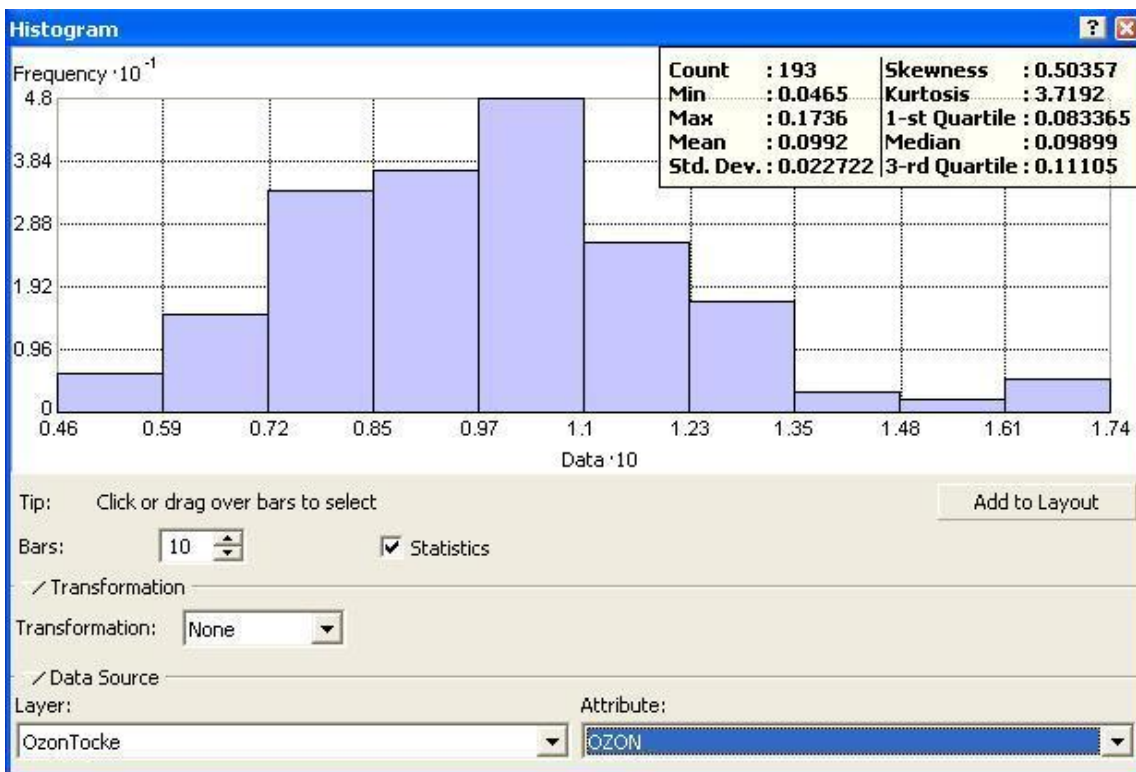 Histogram
Frequency ·10⁻¹
Count : 193 Skewness : 0.50357
Min : 0.0465 Kurtosis : 3.7192
Max : 0.1736 1-st Quartile : 0.083365
Mean : 0.0992 Median : 0.09899
Std. Dev. : 0.022722 3-rd Quartile : 0.11105
4.8
3.84
2.88
1.92
0.96
0
0.46 0.59 0.72 0.85 0.97 1.1 1.23 1.35 1.48 1.61 1.74
Data ·10
Tip: Click or drag over bars to select Add to Layout
Bars: 10 Statistics
Transformation
Transformation: None
Data Source
Layer: Attribute:
OzonTocke OZON